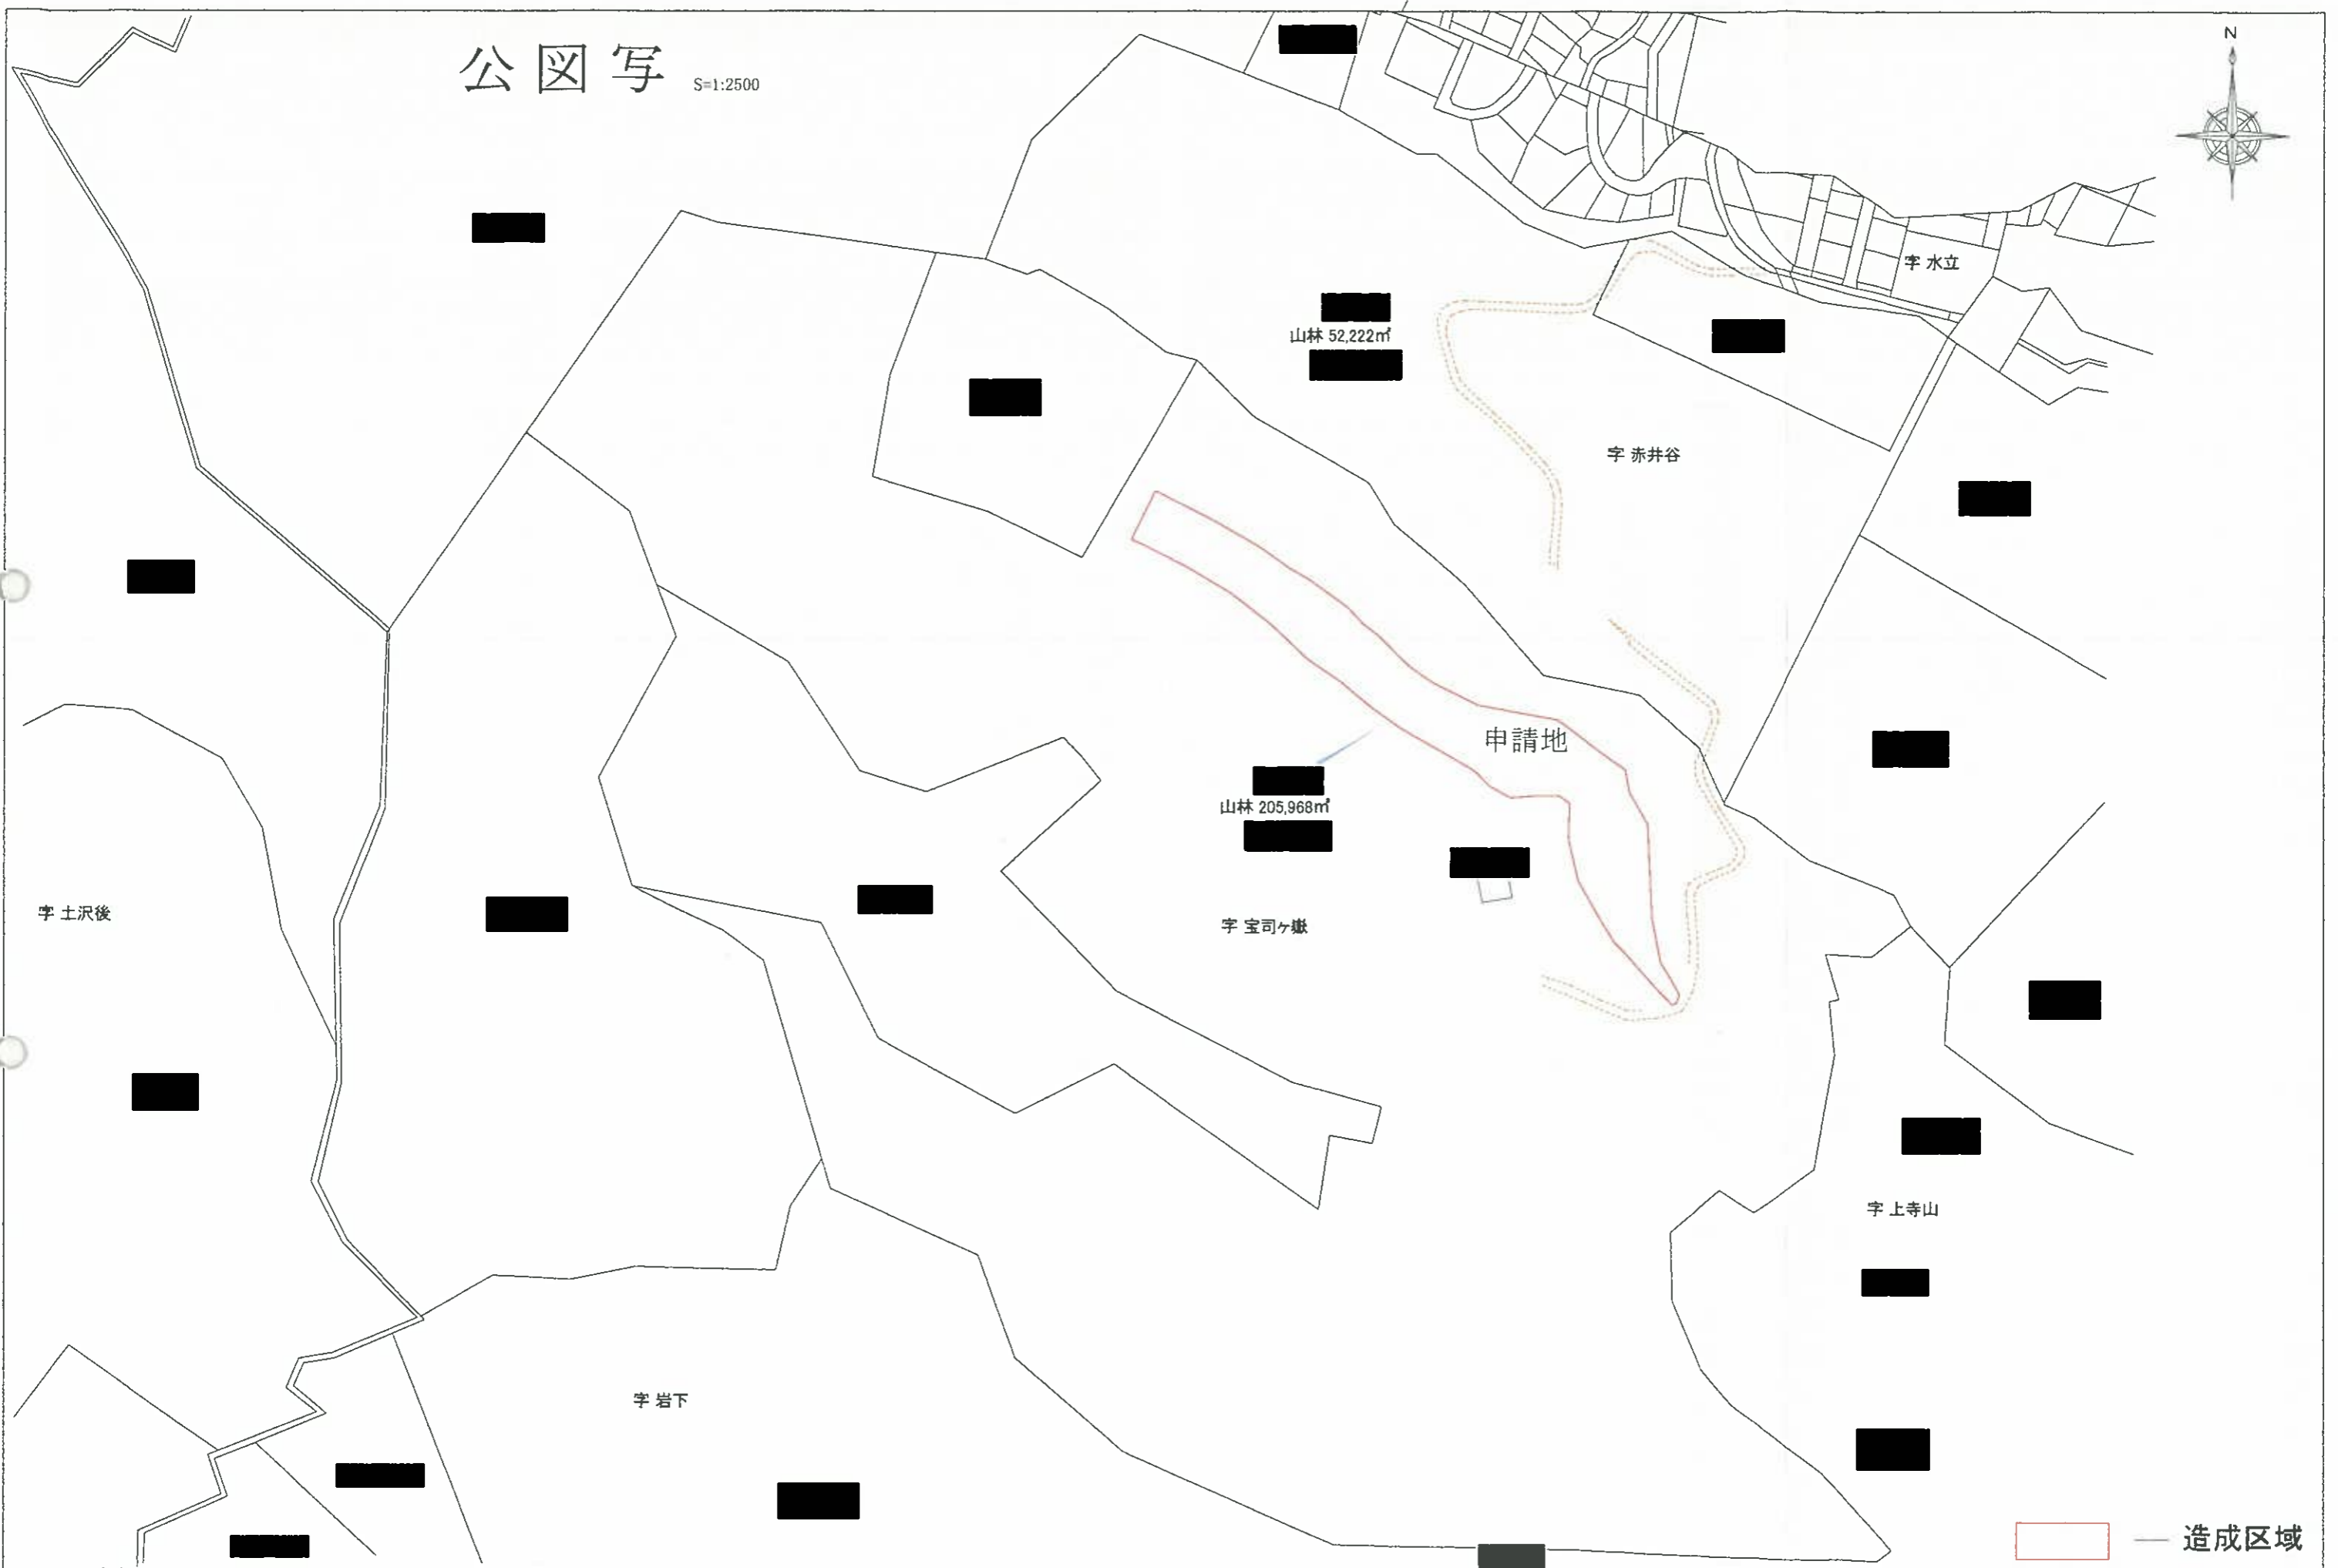 公図写 S=1:2500
N
字 水立
山林 52,222㎡
字 赤井谷
申請地
山林 205,968㎡
字 土沢後
字 宝司ヶ嶽
字 上寺山
字 岩下
造成区域